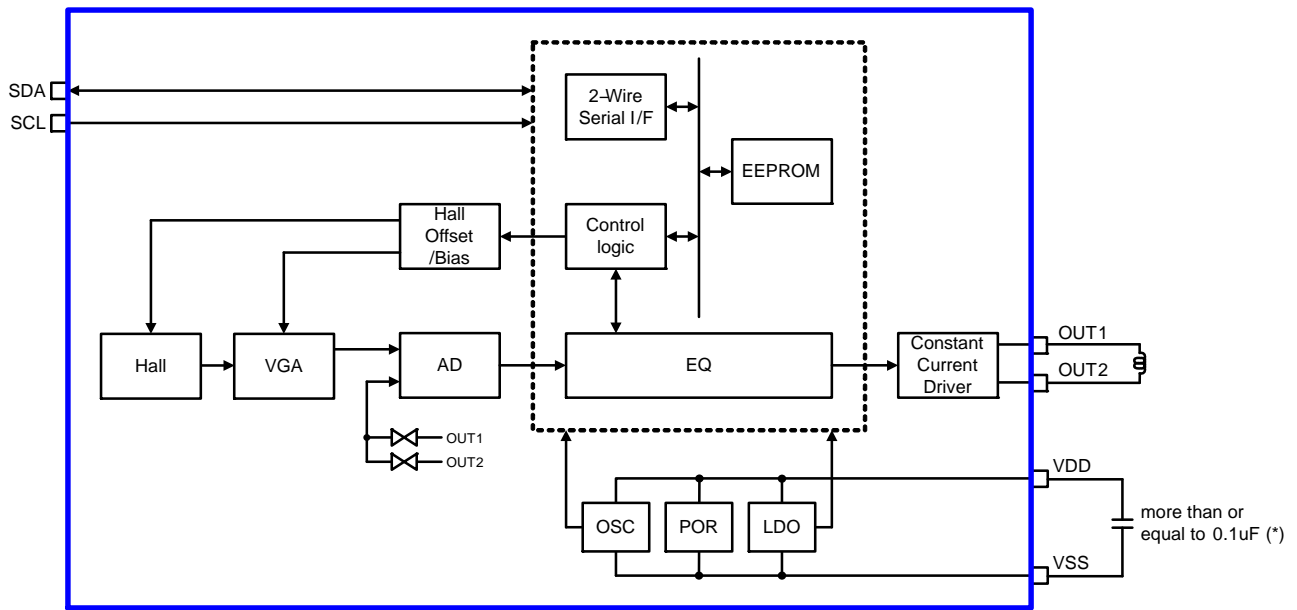 SDA
SCL
2-Wire
Serial I/F
EEPROM
Hall
Offset
/Bias
Control
logic
Hall
VGA
AD
EQ
Constant
Current
Driver
OUT1
OUT2
OUT1
OUT2
OSC
POR
LDO
VDD
VSS
more than or
equal to 0.1uF (*)